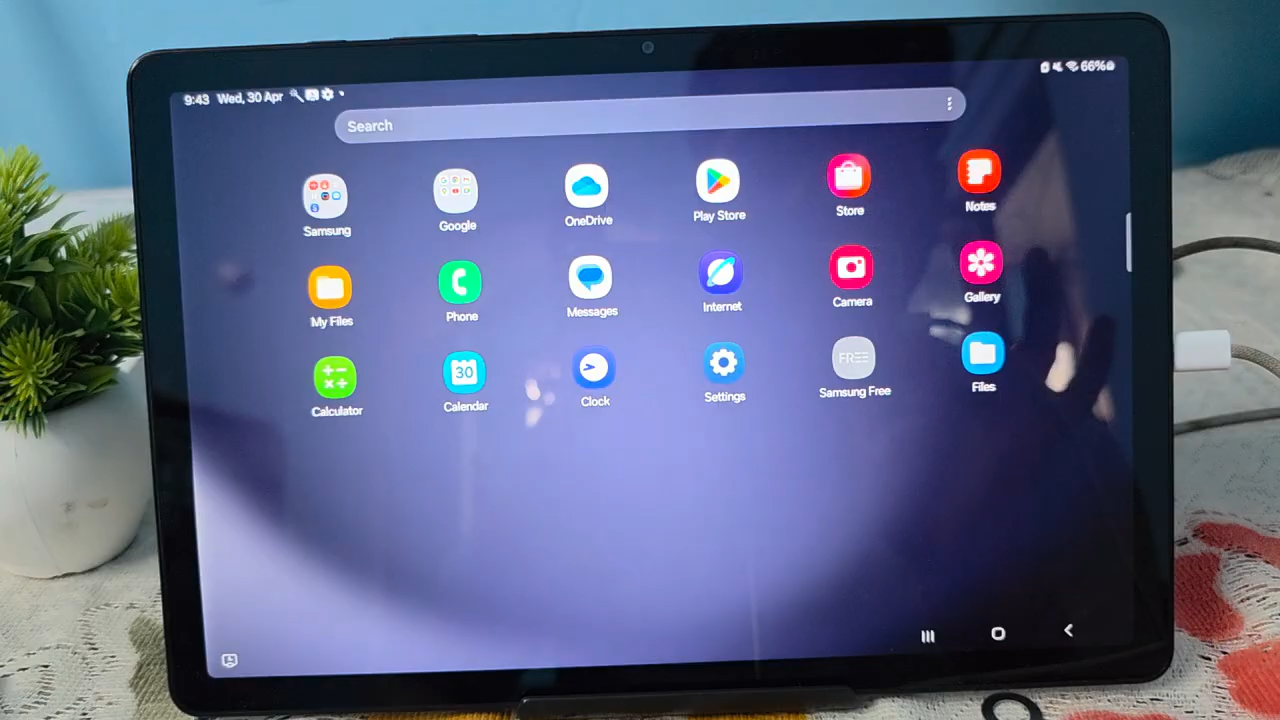 9:43 Wed, 30 Apr
66%
Search
Samsung
Google
OneDrive
Play Store
Store
Notes
My Files
Phone
Messages
Internet
Camera
Gallery
30
FREE
Calculator
Calendar
Clock
Settings
Samsung Free
Files